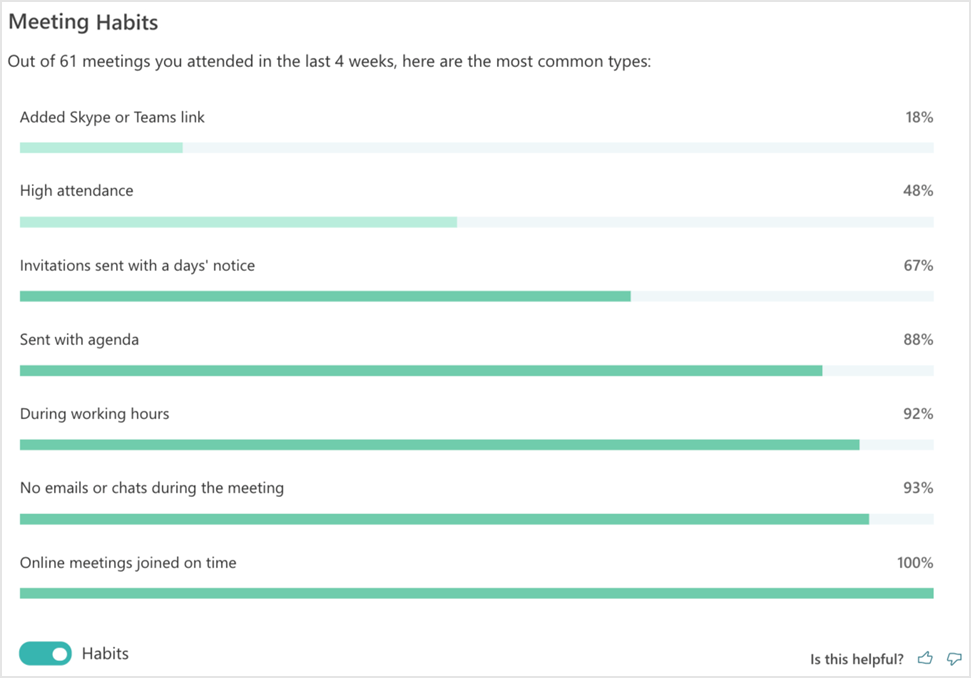 Meeting Habits
Out of 61 meetings you attended in the last 4 weeks, here are the most common types:
Added Skype or Teams link 18%
High attendance 48%
Invitations sent with a days' notice 67%
Sent with agenda 88%
During working hours 92%
No emails or chats during the meeting 93%
Online meetings joined on time 100%
Habits Is this helpful?